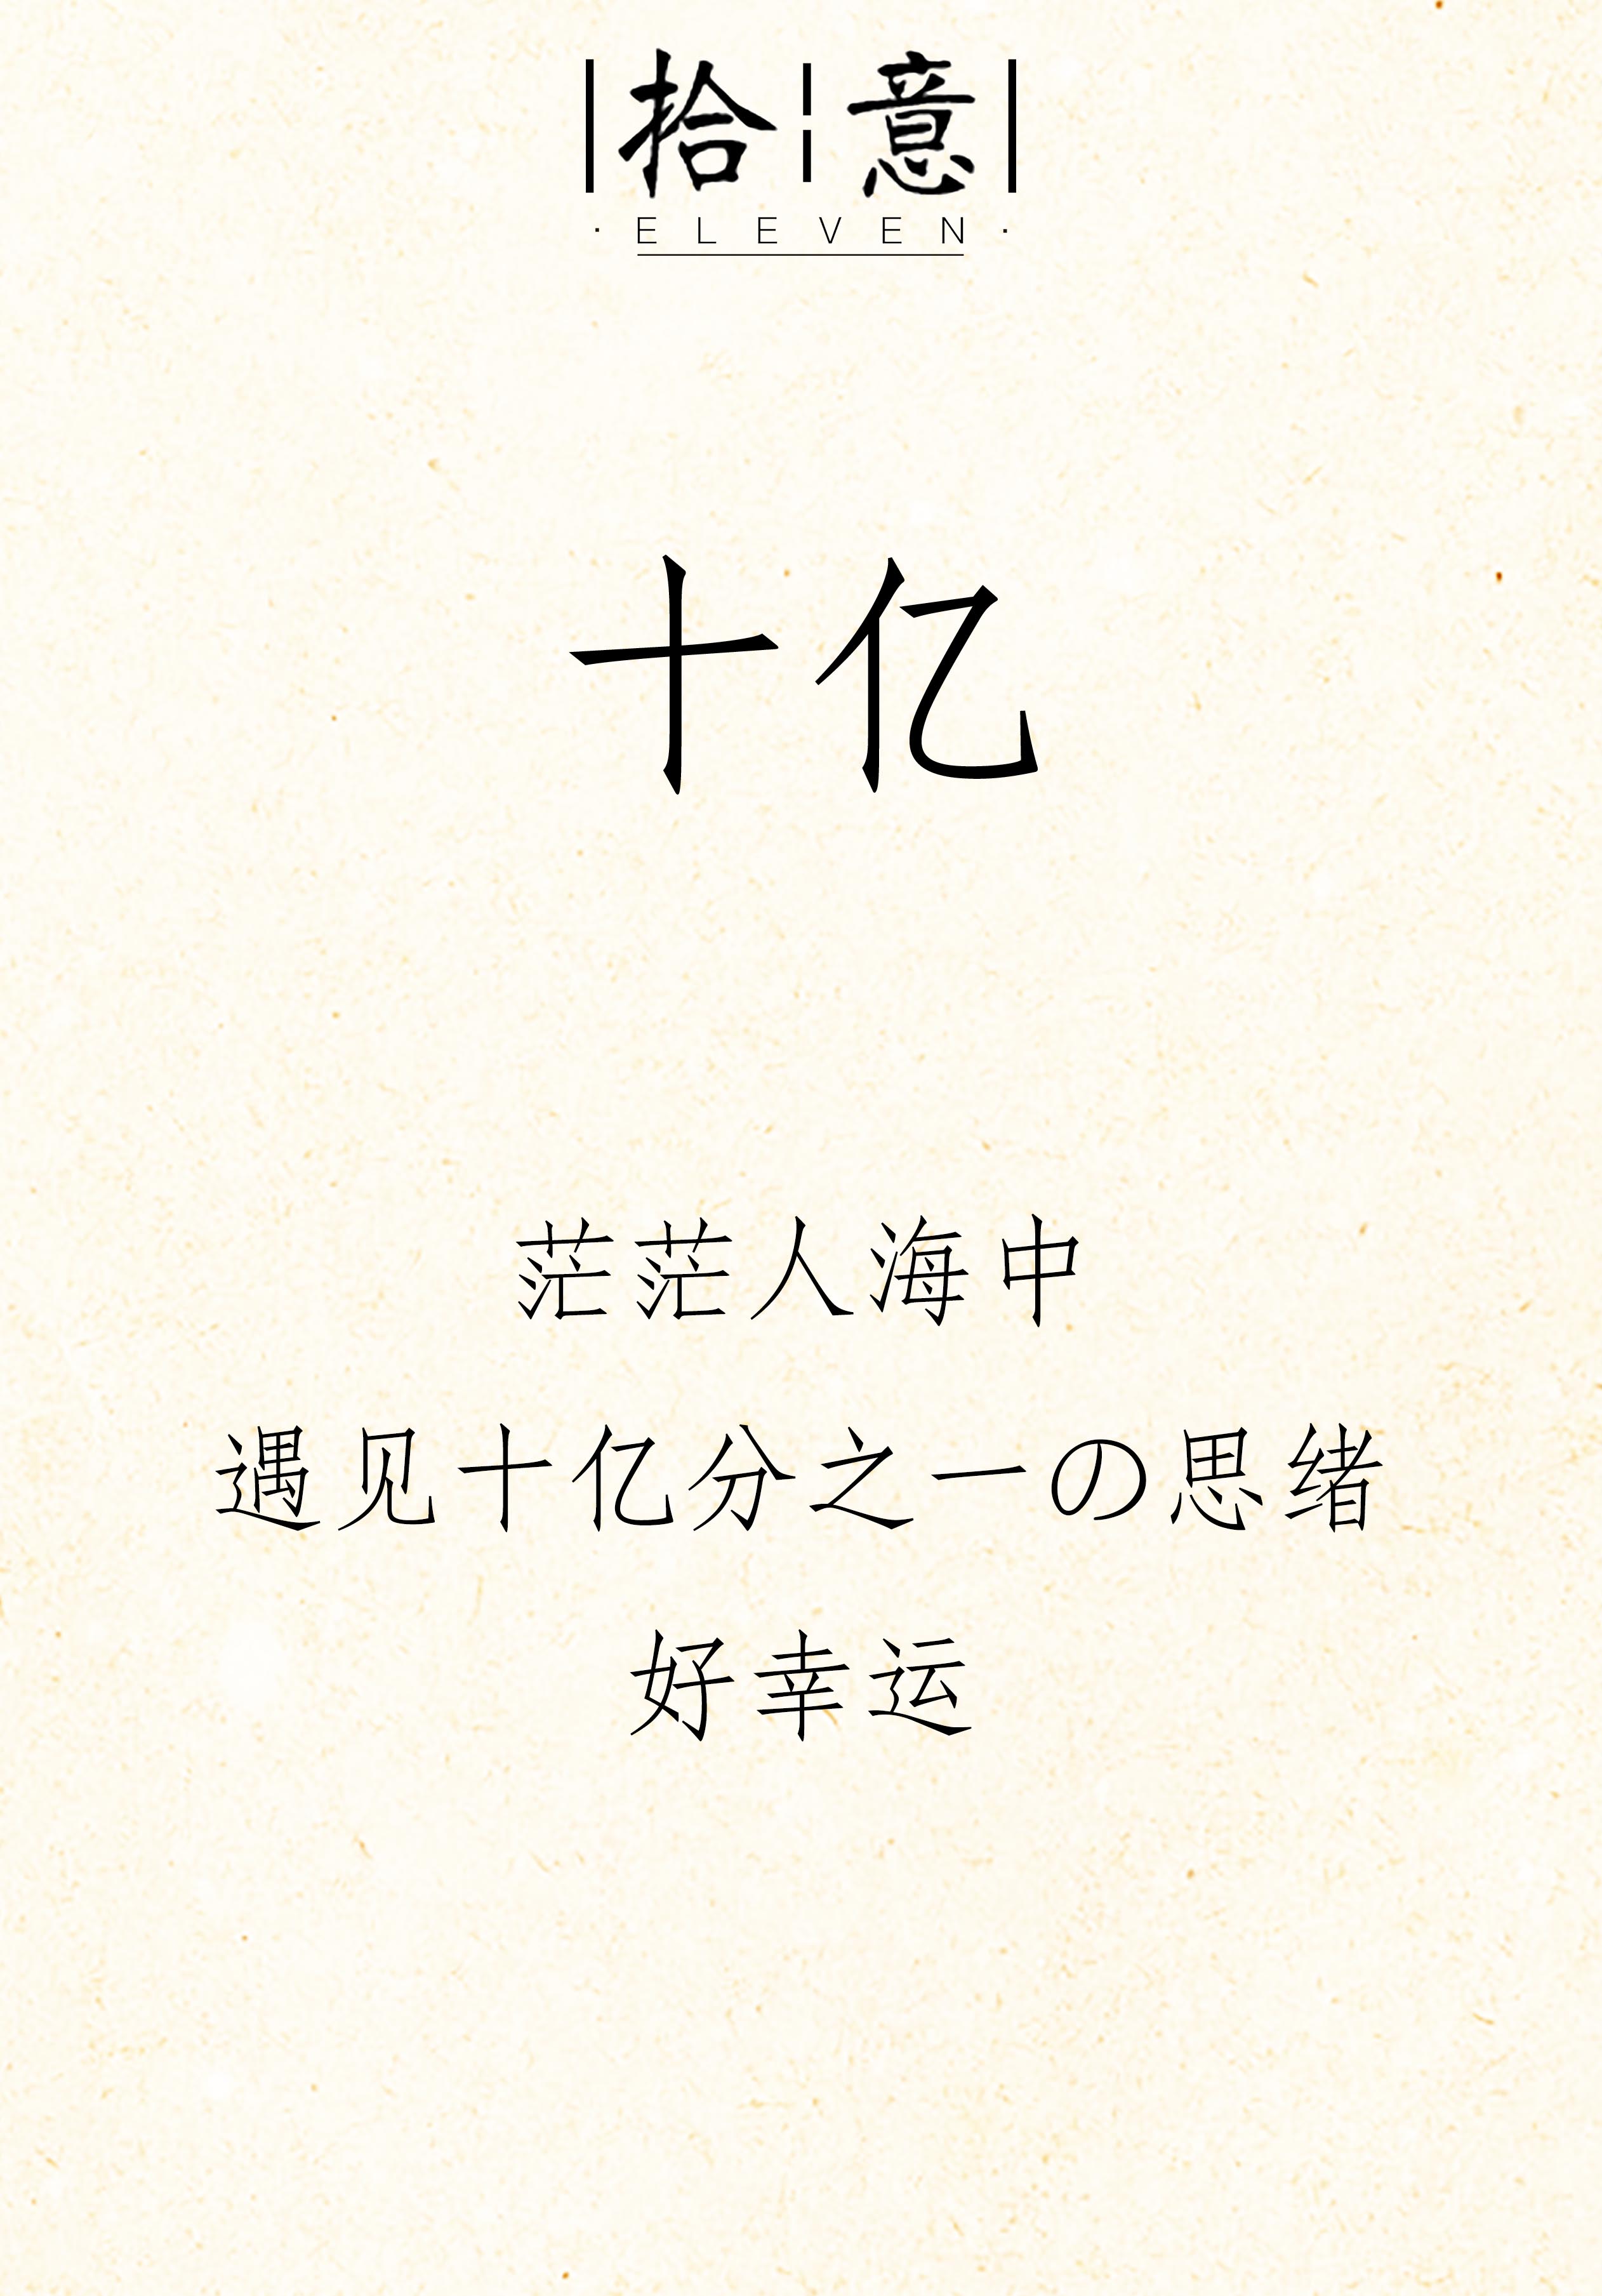 拾意
·ELEVEN·
十亿
茫茫人海中
遇见十亿分之一の思绪
好幸运